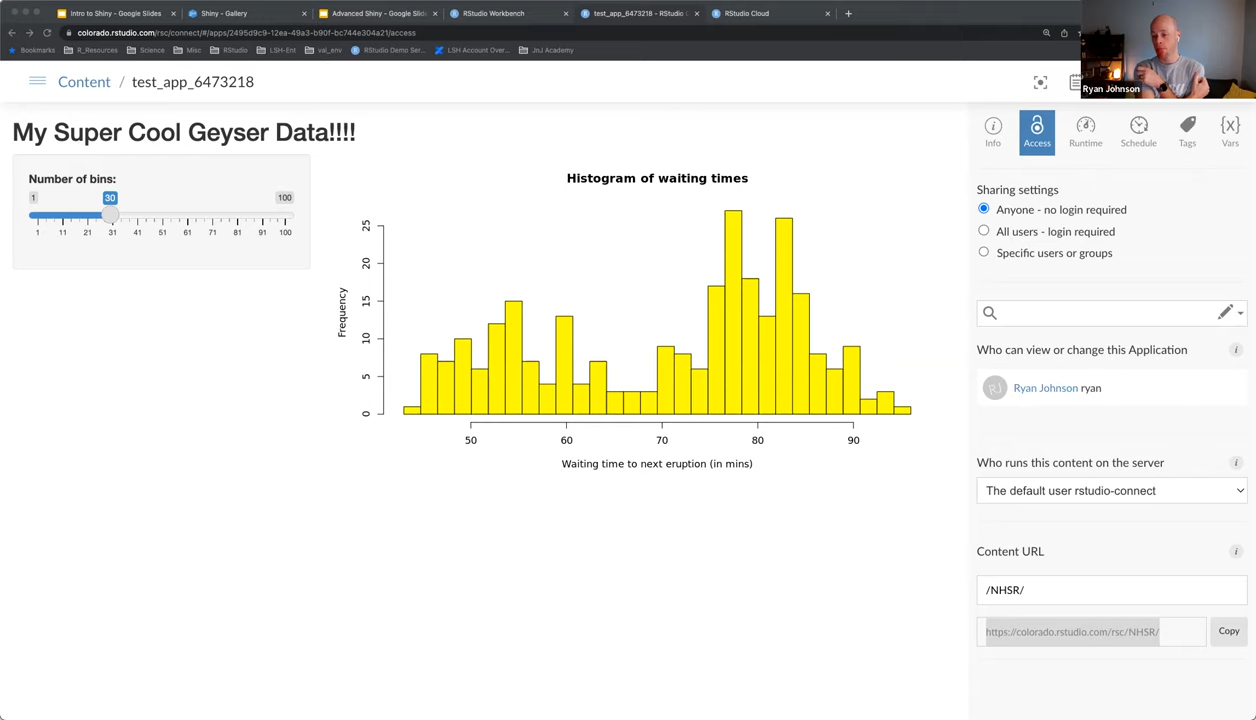 Intro to Shiny - Google Slides
Shiny - Gallery
Advanced Shiny - Google Slid
RStudio Workbench
test_app_6473218 - RStudio C
RStudio Cloud
colorado.rstudio.com/rsc/connect/#/apps/2495d9c9-12ea-49a3-b90f-bc744e304a21/access
Bookmarks
R_Resources
Science
Misc
RStudio
LSH-Ent
val_env
RStudio Demo Ser...
LSH Account Over...
JnJ Academy
Ryan Johnson
Content / test_app_6473218
Info
Access
Runtime
Schedule
Tags
{x}
Vars
My Super Cool Geyser Data!!!!
Number of bins:
1
30
100
1 11 21 31 41 51 61 71 81 91 100
Histogram of waiting times
Frequency
25
20
15
10
5
0
50 60 70 80 90
Waiting time to next eruption (in mins)
Sharing settings
Anyone - no login required
All users - login required
Specific users or groups
Who can view or change this Application
i
RJ
Ryan Johnson ryan
Who runs this content on the server
i
The default user rstudio-connect
Content URL
i
/NHSR/
https://colorado.rstudio.com/rsc/NHSR/
Copy